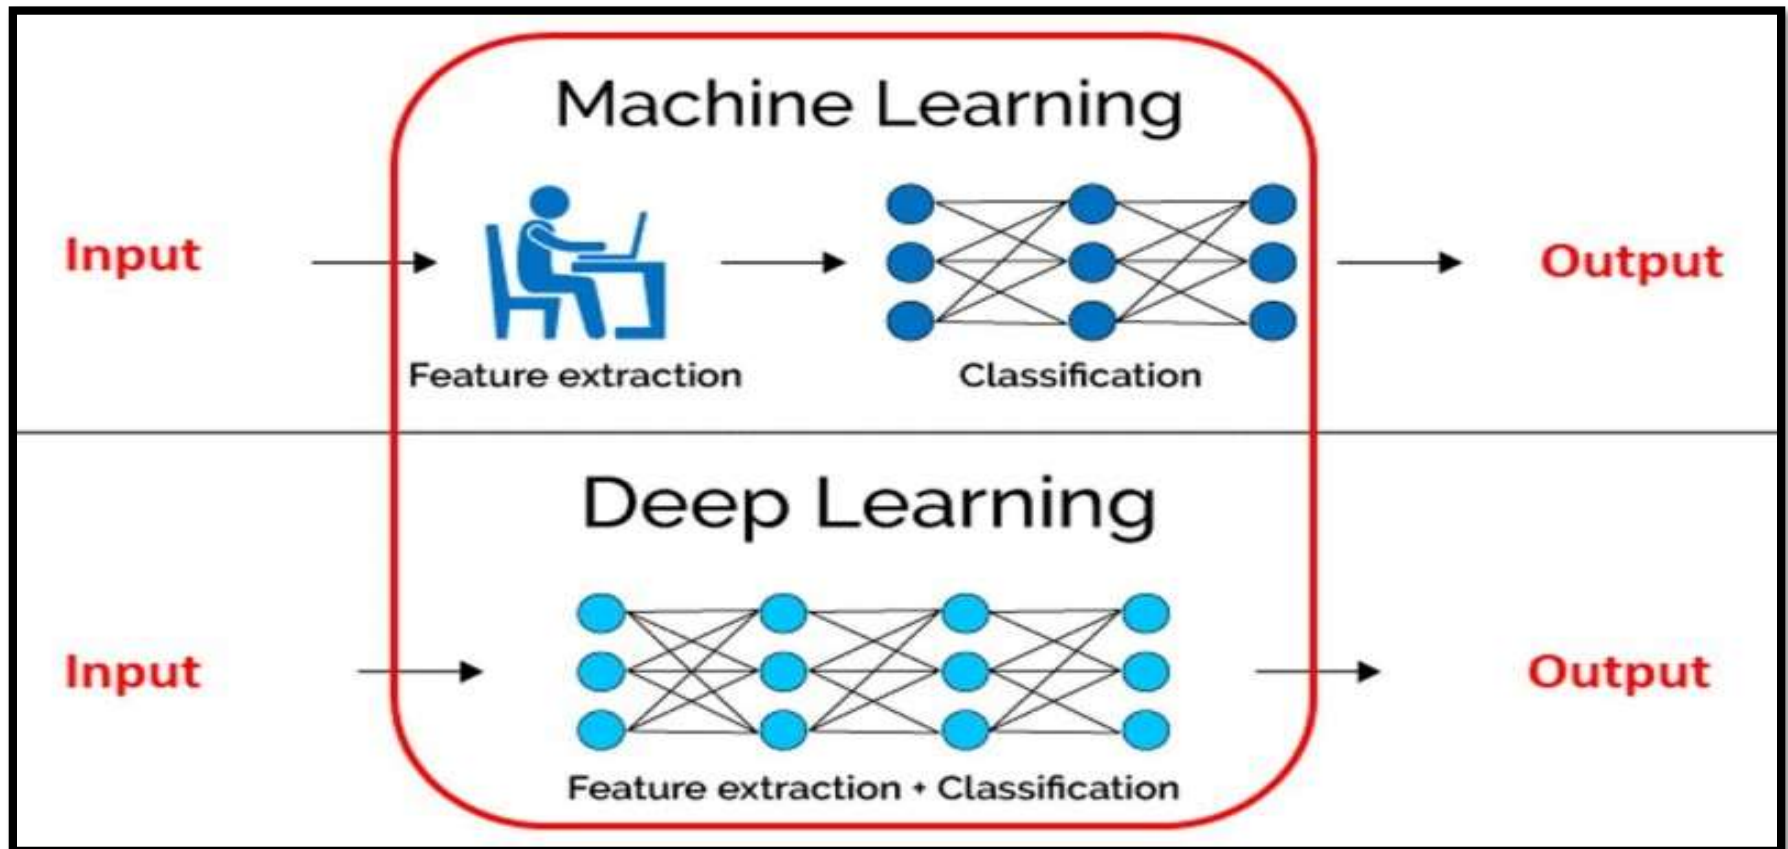 Machine Learning
Input
Output
Feature extraction
Classification
Deep Learning
Input
Output
Feature extraction + Classification